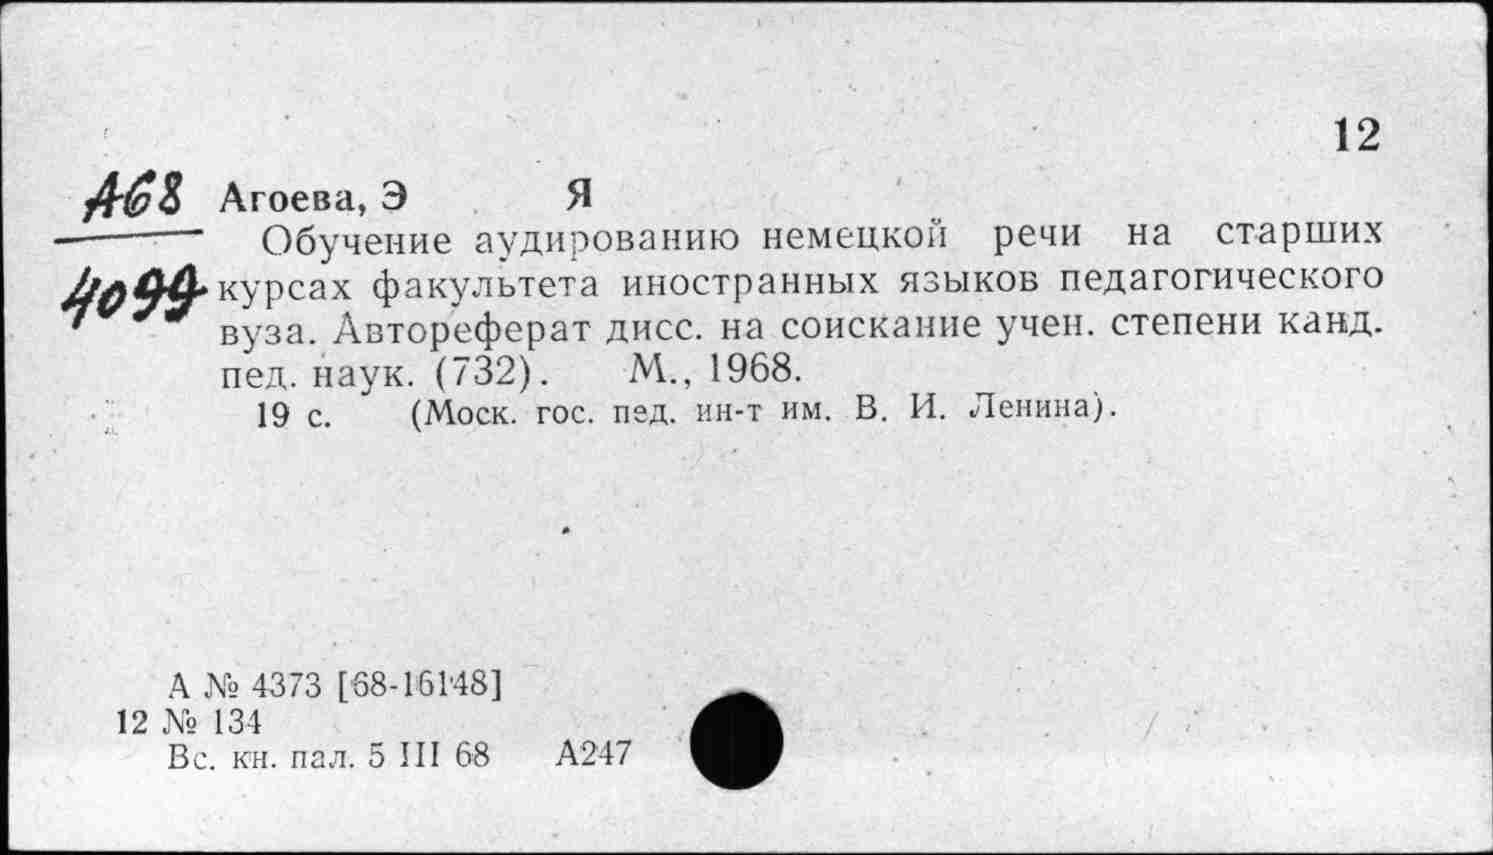 12
А68 Агоева, Э Я
Обучение аудированию немецкой речи на старших
4099 курсах факультета иностранных языков педагогического
вуза. Автореферат дисс. на соискание учен. степени канд.
пед. наук. (732). М., 1968.
19 с. (Моск. гос. пед. ин-т им. В. И. Ленина).
А № 4373 [68-16148]
12 № 134
Вс. кн. пал. 5 III 68 А247